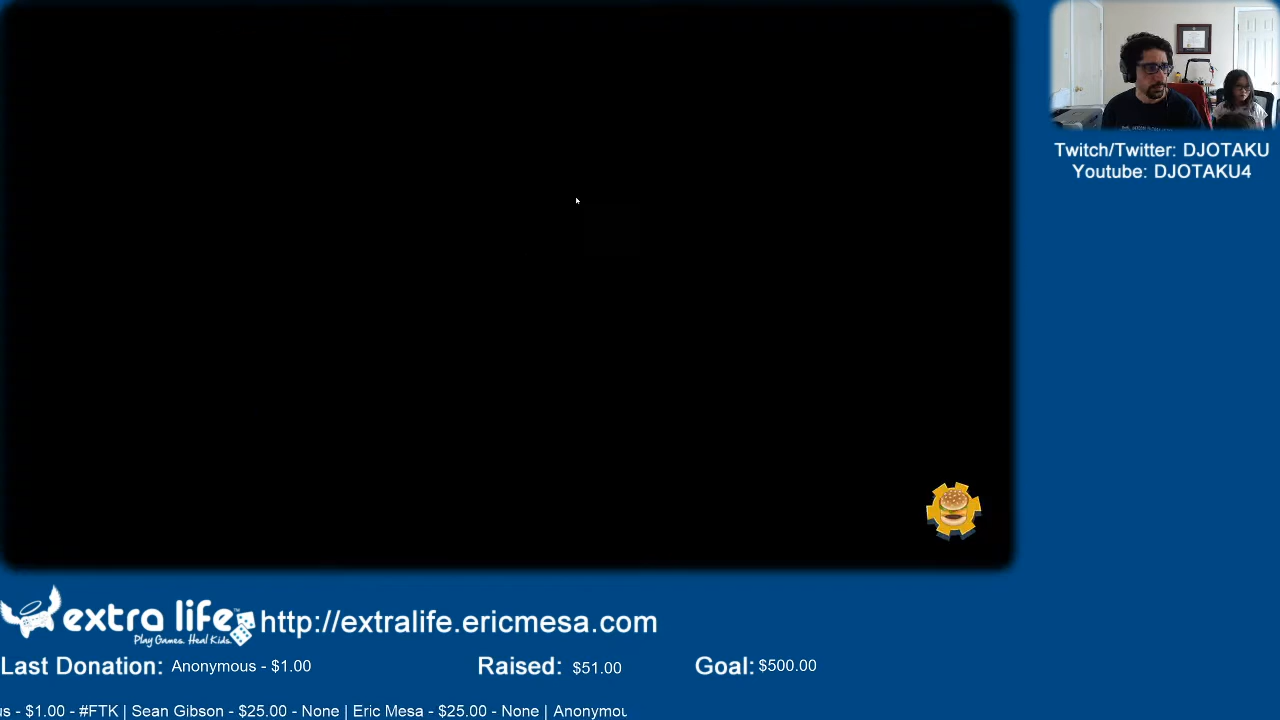 Twitch/Twitter: DJOTAKU
Youtube: DJOTAKU4
extra life
Play Games. Heal Kids.
http://extralife.ericmesa.com
Last Donation: Anonymous - $1.00
Raised: $51.00
Goal: $500.00
us - $1.00 - #FTK | Sean Gibson - $25.00 - None | Eric Mesa - $25.00 - None | Anonymou